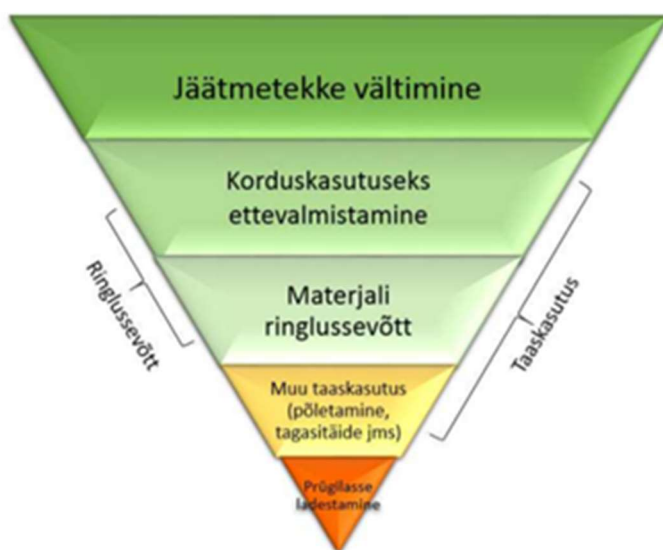 Jäätmetekke vältimine
Korduskasutuseks
ettevalmistamine
Ringlussevõtt
Materjali
ringlussevõtt
Taaskasutus
Muu taaskasutus
(põletamine,
tagasitäide jms)
Prügilasse
ladestamine